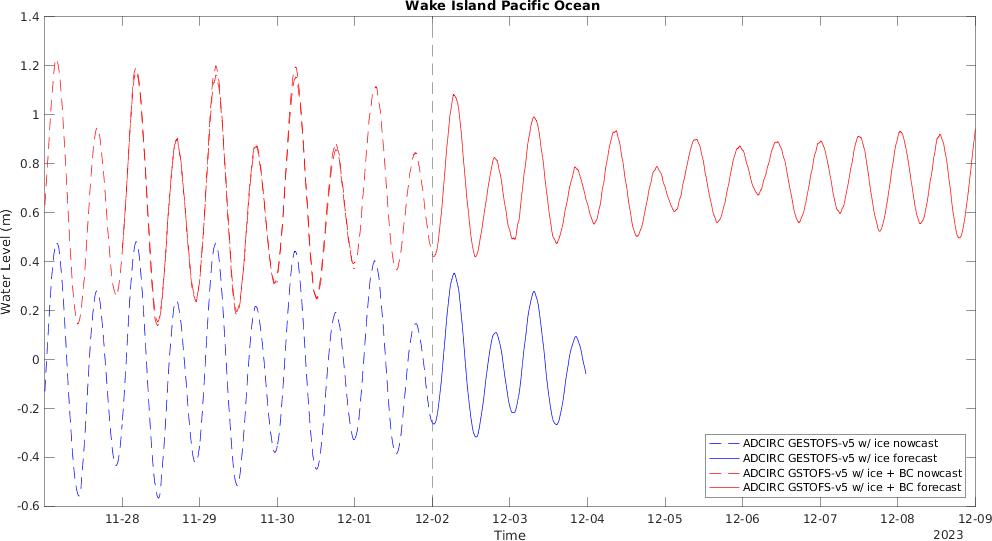 Wake Island Pacific Ocean
1.4
1.2
1
0.8
0.6
0.4
0.2
0
-0.2
-0.4
-0.6
Water Level (m)
ADCIRC GESTOFS-v5 w/ ice nowcast
ADCIRC GESTOFS-v5 w/ ice forecast
ADCIRC GSTOFS-v5 w/ ice + BC nowcast
ADCIRC GSTOFS-v5 w/ ice + BC forecast
11-28 11-29 11-30 12-01 12-02 12-03 12-04 12-05 12-06 12-07 12-08 12-09
Time
2023